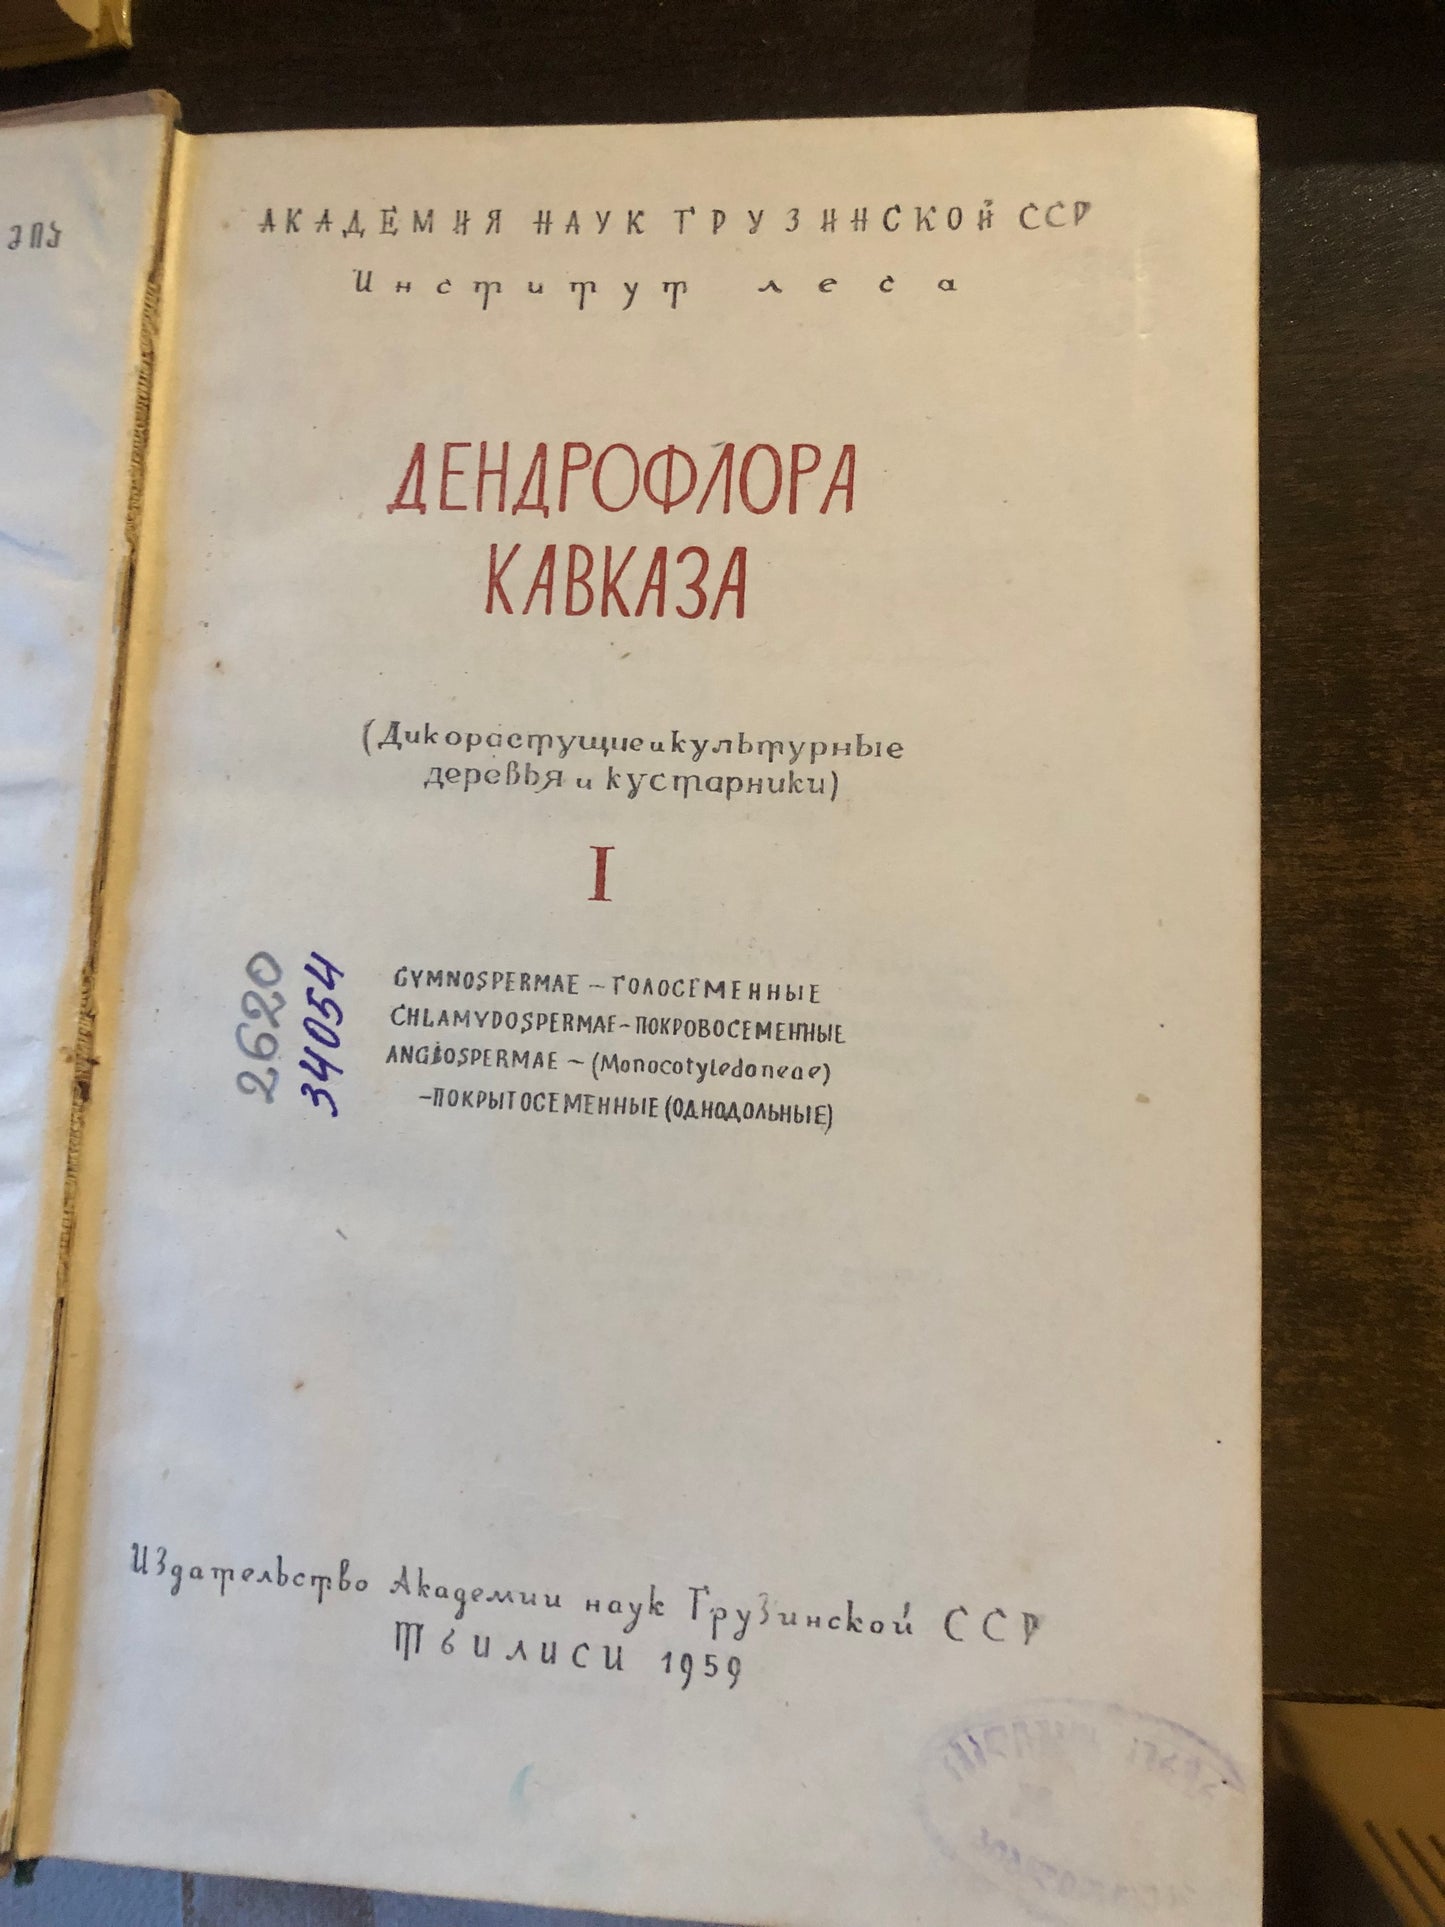 АКАДЕМИЯ НАУК ГРУЗИНСКОЙ ССР
Институт леса
ДЕНДРОФЛОРА
КАВКАЗА
(Дикорастущие и культурные
деревья и кустарники)
I
2620
34054
GYMNOSPERMAE – ГОЛОСЕМЕННЫЕ
CHLAMYDOSPERMAE – ПОКРОВОСЕМЕННЫЕ
ANGIOSPERMAE – (Monocotyledoneae)
– ПОКРЫТОСЕМЕННЫЕ (ОДНОДОЛЬНЫЕ)
Издательство Академии наук Грузинской ССР
Тбилиси 1959